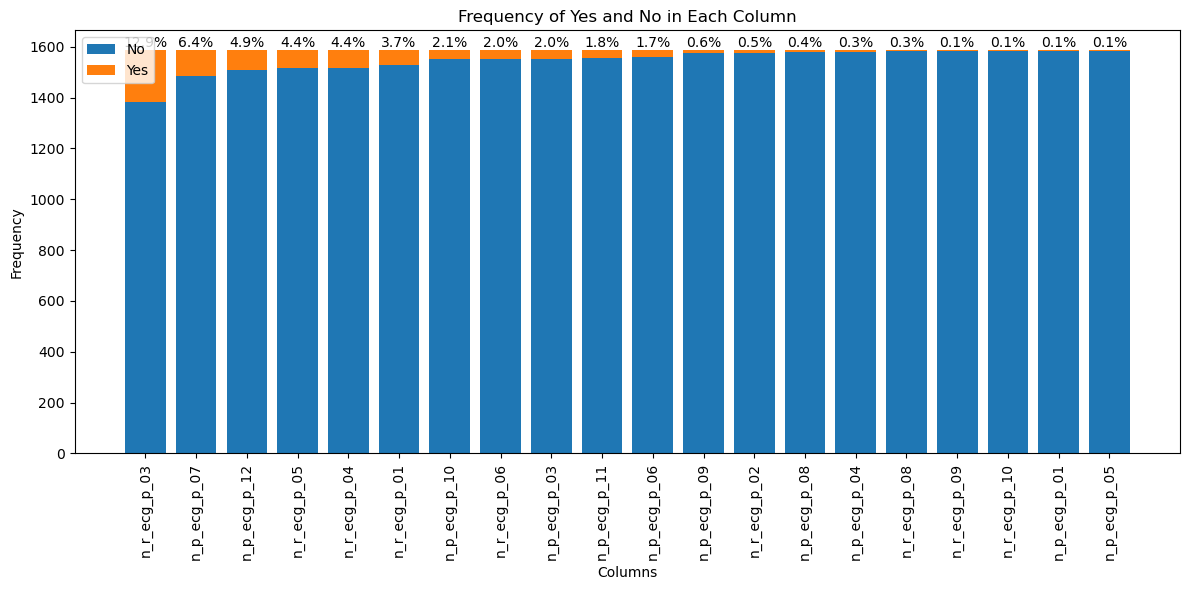 Frequency of Yes and No in Each Column
12.9% 6.4% 4.9% 4.4% 4.4% 3.7% 2.1% 2.0% 2.0% 1.8% 1.7% 0.6% 0.5% 0.4% 0.3% 0.3% 0.1% 0.1% 0.1% 0.1%
No
Yes
Frequency
1600
1400
1200
1000
800
600
400
200
0
n_r_ecg_p_03
n_p_ecg_p_07
n_p_ecg_p_12
n_r_ecg_p_05
n_r_ecg_p_04
n_r_ecg_p_01
n_p_ecg_p_10
n_r_ecg_p_06
n_p_ecg_p_03
n_p_ecg_p_11
n_p_ecg_p_06
n_p_ecg_p_09
n_r_ecg_p_02
n_p_ecg_p_08
n_p_ecg_p_04
n_r_ecg_p_08
n_r_ecg_p_09
n_r_ecg_p_10
n_p_ecg_p_01
n_p_ecg_p_05
Columns